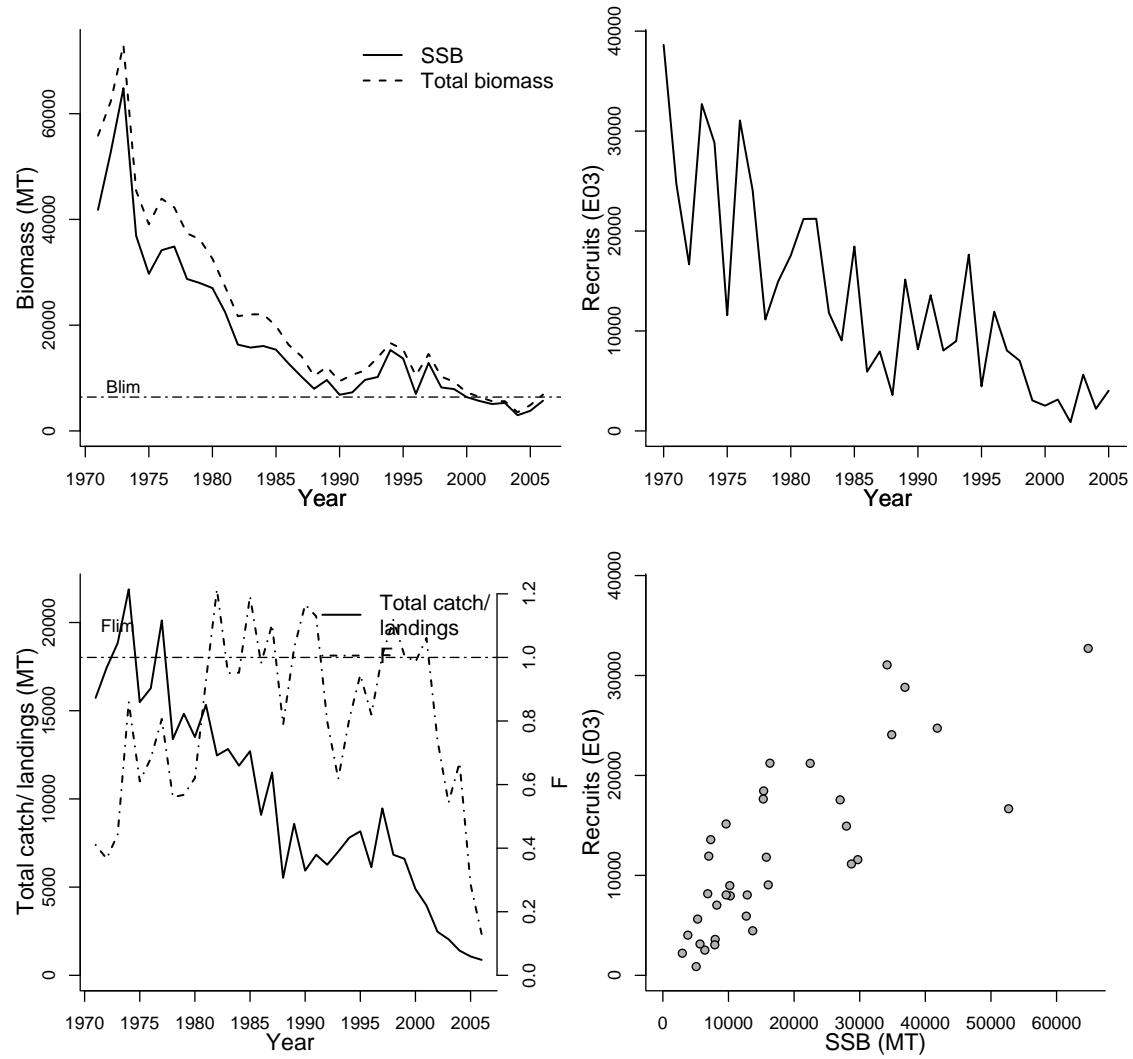 SSB
Total biomass
Biomass (MT)
0 20000 40000 60000
Blim
1970 1975 1980 1985 1990 1995 2000 2005
Year
Recruits (E03)
0 10000 20000 30000 40000
1970 1975 1980 1985 1990 1995 2000 2005
Year
Total catch/
landings
F
Flim
Total catch/ landings (MT)
0 5000 10000 15000 20000
F
0.0 0.2 0.4 0.6 0.8 1.0 1.2
1970 1975 1980 1985 1990 1995 2000 2005
Year
Recruits (E03)
0 10000 20000 30000 40000
0 10000 20000 30000 40000 50000 60000
SSB (MT)